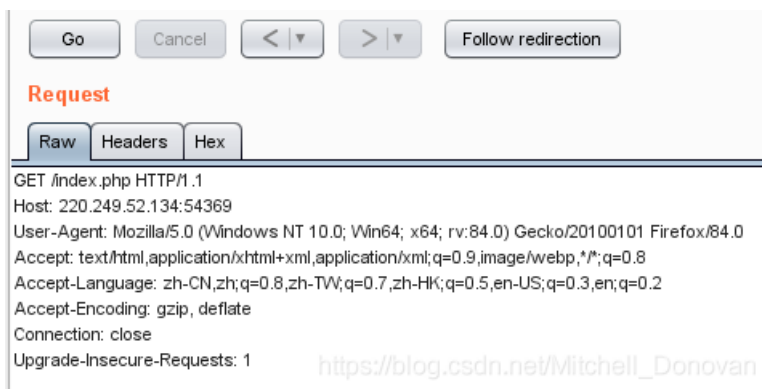 Go Cancel < > Follow redirection
Request
Raw Headers Hex
GET /index.php HTTP/1.1
Host: 220.249.52.134:54369
User-Agent: Mozilla/5.0 (Windows NT 10.0; Win64; x64; rv:84.0) Gecko/20100101 Firefox/84.0
Accept: text/html,application/xhtml+xml,application/xml;q=0.9,image/webp,*/*;q=0.8
Accept-Language: zh-CN,zh;q=0.8,zh-TW;q=0.7,zh-HK;q=0.5,en-US;q=0.3,en;q=0.2
Accept-Encoding: gzip, deflate
Connection: close
Upgrade-Insecure-Requests: 1
https://blog.csdn.net/Mitchell_Donovan